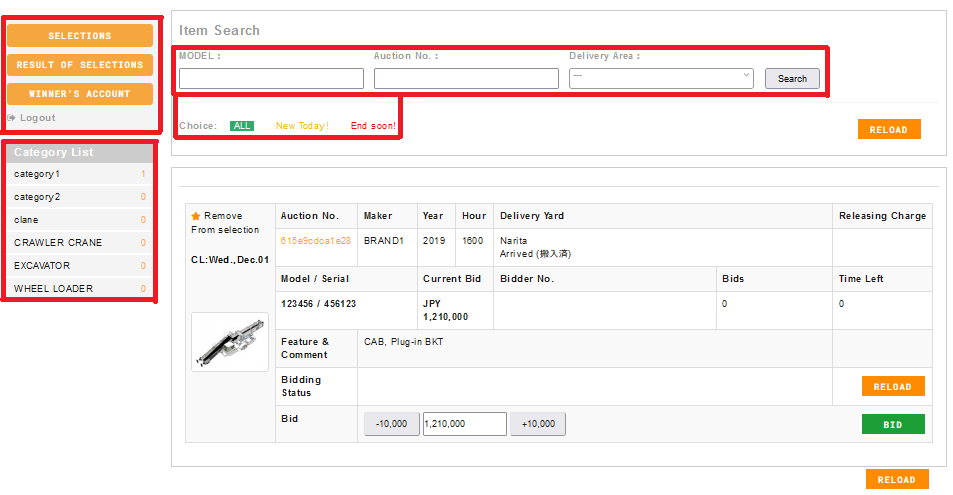 SELECTIONS
RESULT OF SELECTIONS
WINNER'S ACCOUNT
Logout
Category List
category1 1
category2 0
clane 0
CRAWLER CRANE 0
EXCAVATOR 0
WHEEL LOADER 0
Item Search
MODEL : Auction No. : Delivery Area :
---
Search
Choice: ALL New Today! End soon!
RELOAD
Remove
From selection
CL:Wed.,Dec.01
Auction No. Maker Year Hour Delivery Yard Releasing Charge
615e9cdca1e28 BRAND1 2019 1600 Narita
Arrived (搬入済)
Model / Serial Current Bid Bidder No. Bids Time Left
123456 / 456123 JPY 0 0
1,210,000
Feature & CAB, Plug-in BKT
Comment
Bidding
Status
RELOAD
Bid -10,000 1,210,000 +10,000 BID
RELOAD